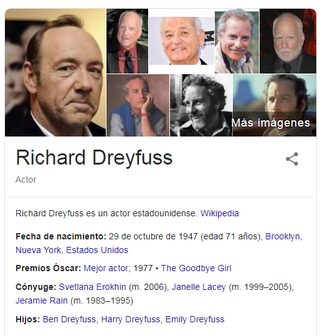 Más imágenes
Richard Dreyfuss
Actor
Richard Dreyfuss es un actor estadounidense. Wikipedia
Fecha de nacimiento: 29 de octubre de 1947 (edad 71 años), Brooklyn,
Nueva York, Estados Unidos
Premios Óscar: Mejor actor; 1977 • The Goodbye Girl
Cónyuge: Svetlana Erokhin (m. 2006), Janelle Lacey (m. 1999–2005),
Jeramie Rain (m. 1983–1995)
Hijos: Ben Dreyfuss, Harry Dreyfuss, Emily Dreyfuss